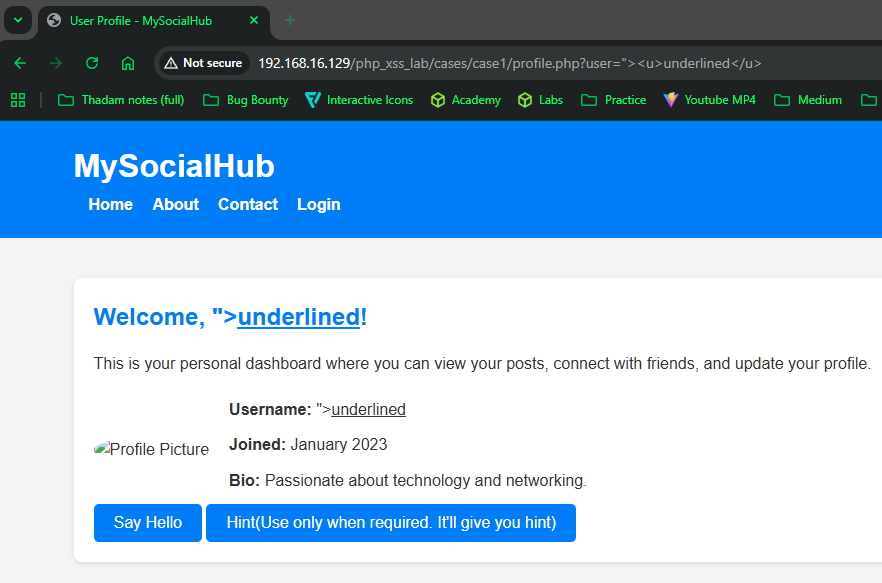 User Profile - MySocialHub
Not secure 192.168.16.129/php_xss_lab/cases/case1/profile.php?user="><u>underlined</u>
Thadam notes (full) Bug Bounty Interactive Icons Academy Labs Practice Youtube MP4 Medium
MySocialHub
Home About Contact Login
Welcome, ">underlined!
This is your personal dashboard where you can view your posts, connect with friends, and update your profile.
Username: ">underlined
Profile Picture
Joined: January 2023
Bio: Passionate about technology and networking.
Say Hello Hint(Use only when required. It'll give you hint)